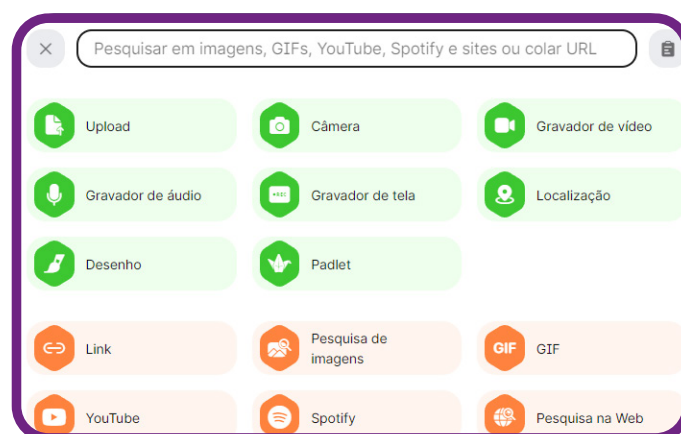 Pesquisar em imagens, GIFs, YouTube, Spotify e sites ou colar URL
Upload
Câmera
Gravador de vídeo
Gravador de áudio
REC
Gravador de tela
Localização
Desenho
Padlet
Link
Pesquisa de
imagens
GIF
GIF
YouTube
Spotify
Pesquisa na Web